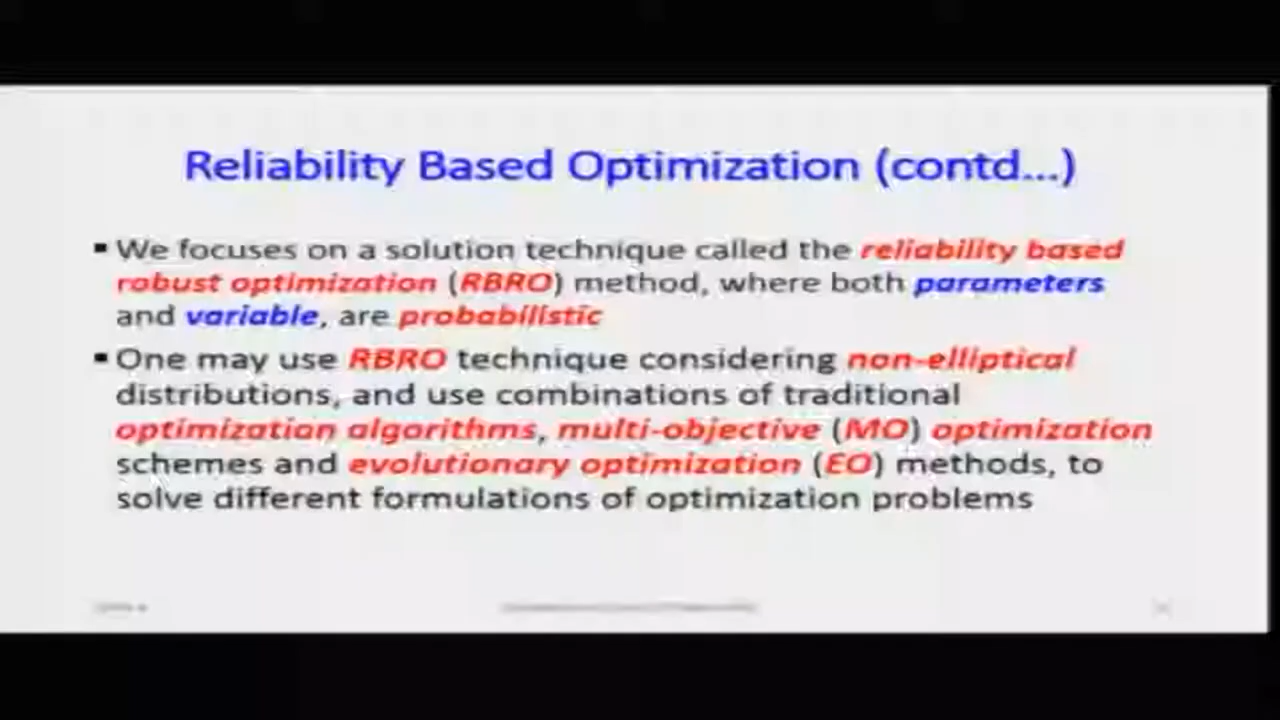 Reliability Based Optimization (contd...)
▪ We focuses on a solution technique called the reliability based
robust optimization (RBRO) method, where both parameters
and variable, are probabilistic
▪ One may use RBRO technique considering non-elliptical
distributions, and use combinations of traditional
optimization algorithms, multi-objective (MO) optimization
schemes and evolutionary optimization (EO) methods, to
solve different formulations of optimization problems